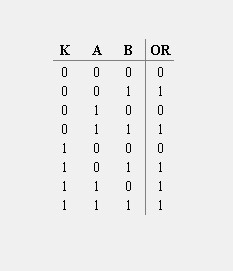 K A B OR
0 0 0 0
0 0 1 1
0 1 0 0
0 1 1 1
1 0 0 0
1 0 1 1
1 1 0 1
1 1 1 1